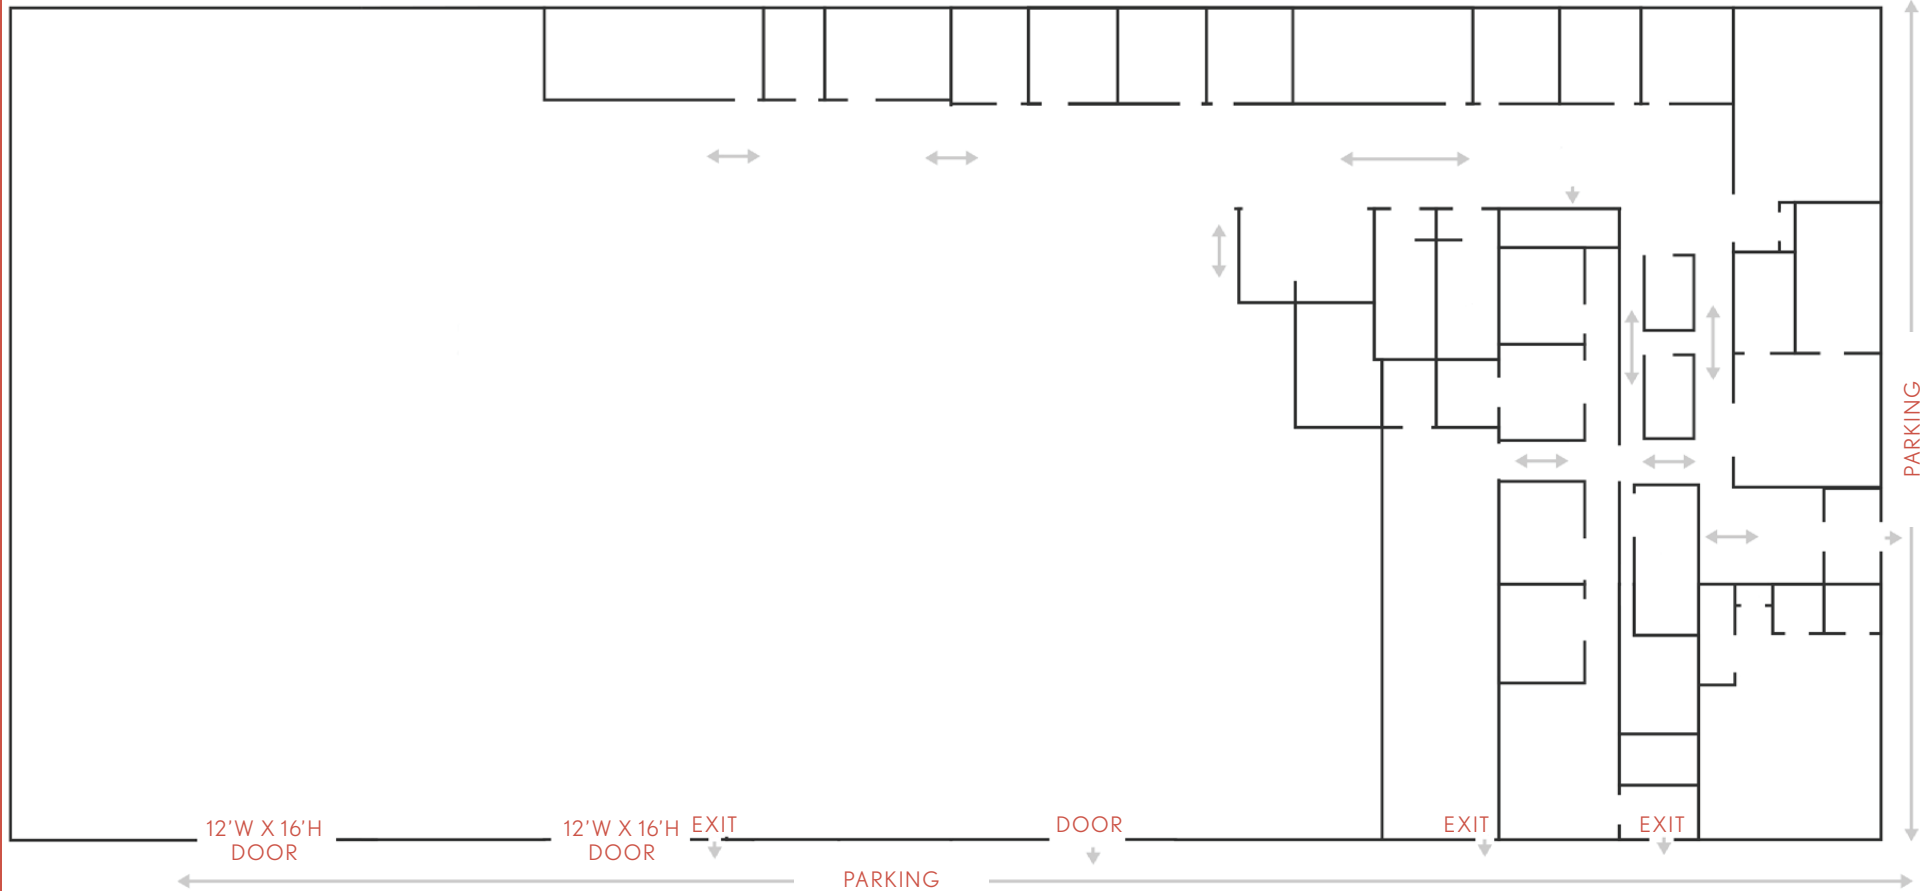 PARKING
12'W X 16'H
DOOR
12'W X 16'H
DOOR
EXIT
DOOR
EXIT
EXIT
PARKING